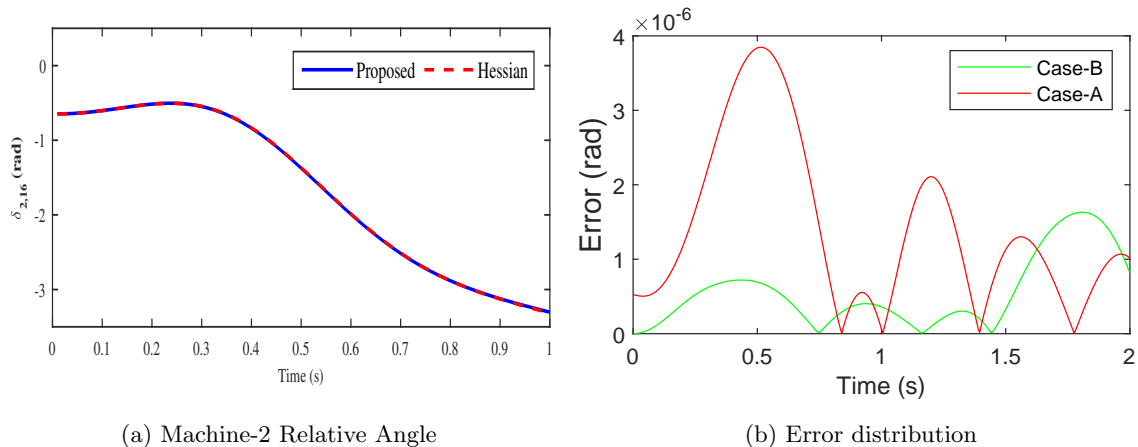 0
-1
-2
-3
δ 2,16 (rad)
Proposed
Hessian
0 0.1 0.2 0.3 0.4 0.5 0.6 0.7 0.8 0.9 1
Time (s)
(a) Machine-2 Relative Angle
×10⁻⁶
4
3
2
1
0
Error (rad)
Case-B
Case-A
0 0.5 1 1.5 2
Time (s)
(b) Error distribution